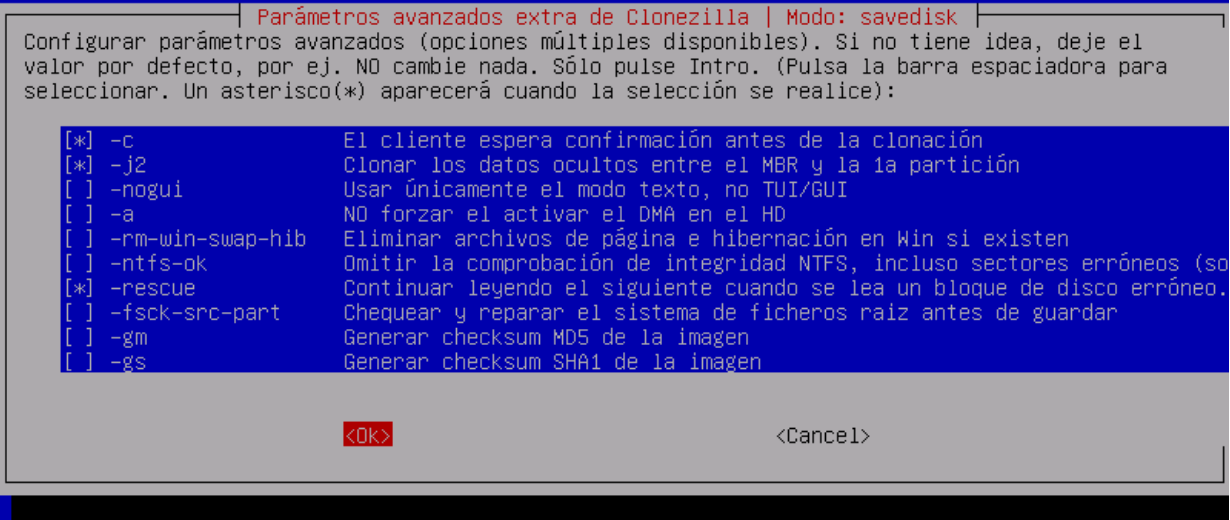 Parámetros avanzados extra de Clonezilla | Modo: savedisk
Configurar parámetros avanzados (opciones múltiples disponibles). Si no tiene idea, deje el
valor por defecto, por ej. NO cambie nada. Sólo pulse Intro. (Pulsa la barra espaciadora para
seleccionar. Un asterisco(*) aparecerá cuando la selección se realice):
[*] -c El cliente espera confirmación antes de la clonación
[*] -j2 Clonar los datos ocultos entre el MBR y la 1a partición
[ ] -nogui Usar únicamente el modo texto, no TUI/GUI
[ ] -a NO forzar el activar el DMA en el HD
[ ] -rm-win-swap-hib Eliminar archivos de página e hibernación en Win si existen
[ ] -ntfs-ok Omitir la comprobación de integridad NTFS, incluso sectores erróneos (so
[*] -rescue Continuar leyendo el siguiente cuando se lea un bloque de disco erróneo.
[ ] -fsck-src-part Chequear y reparar el sistema de ficheros raiz antes de guardar
[ ] -gm Generar checksum MD5 de la imagen
[ ] -gs Generar checksum SHA1 de la imagen
<Ok> <Cancel>